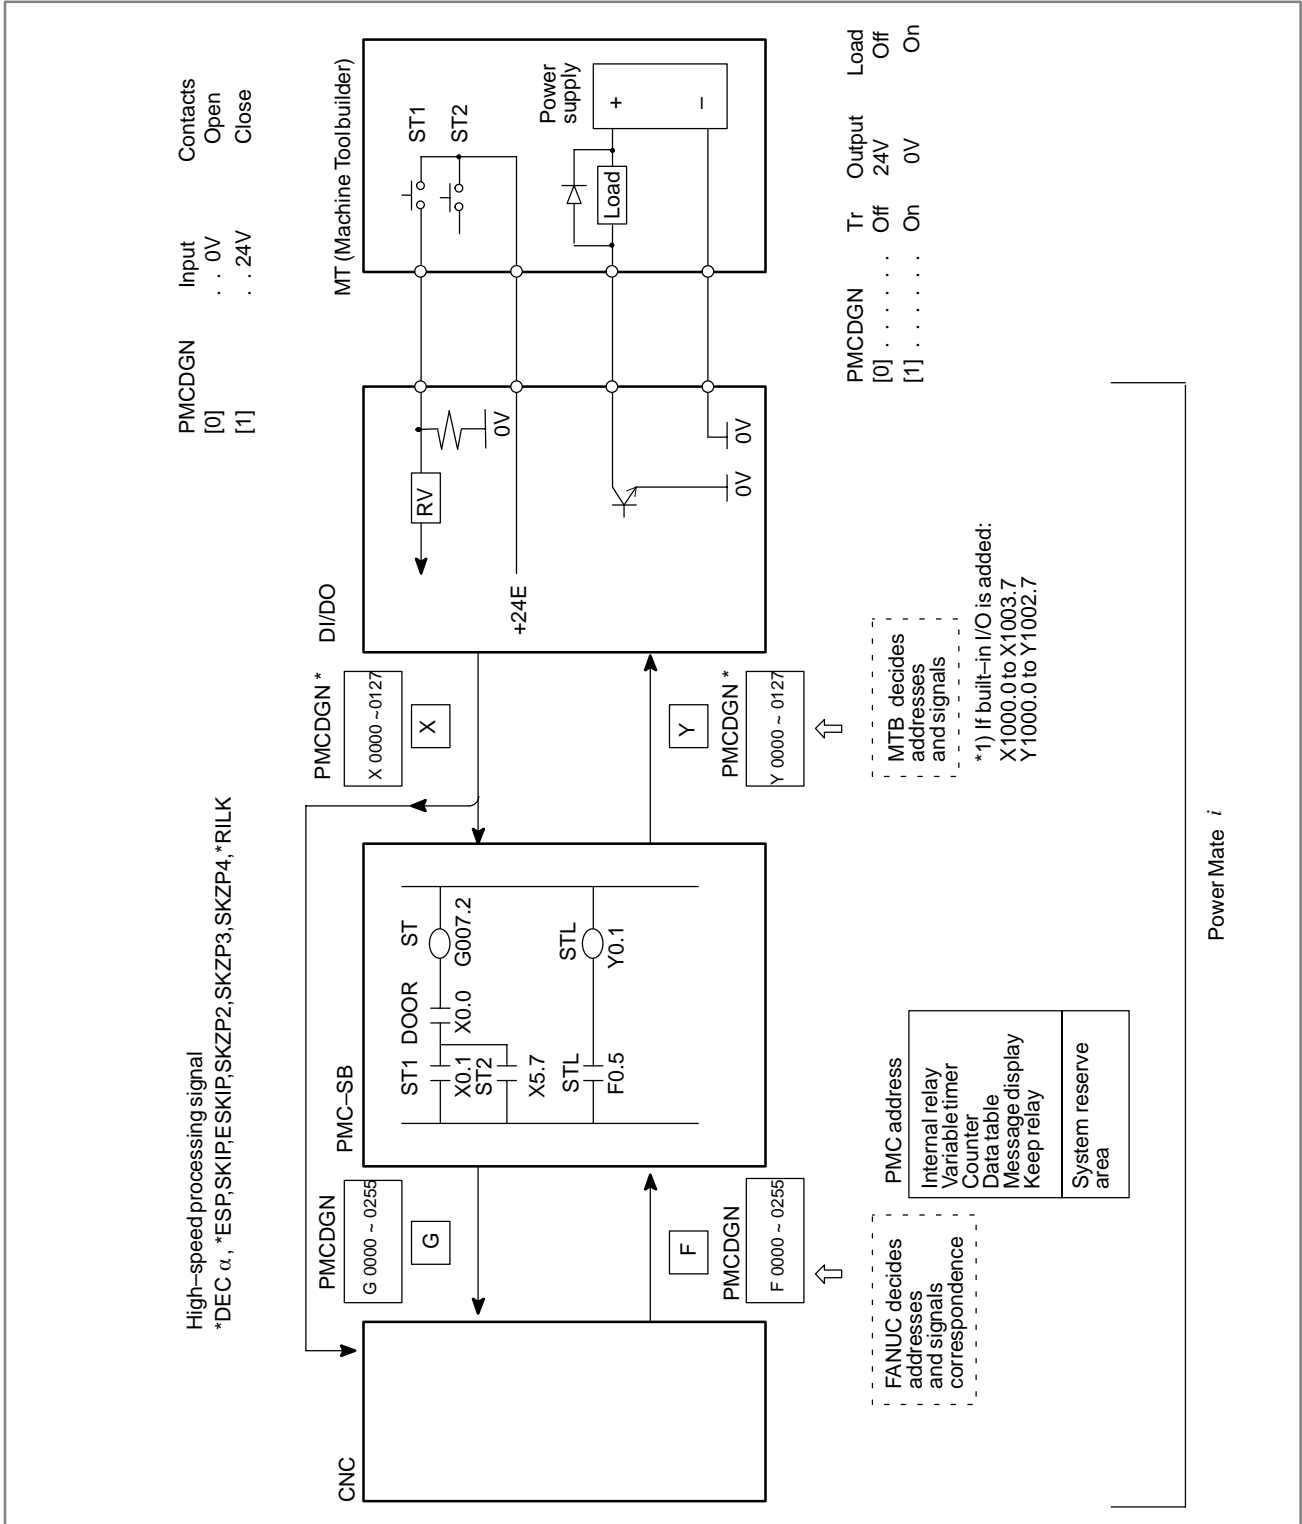 High–speed processing signal
*DEC α, *ESP,SKIP,ESKIP,SKZP2,SKZP3,SKZP4,*RILK
PMCDGN Input Contacts
[0] . . 0V Open
[1] . . 24V Close
CNC
PMCDGN
G 0000 ~ 0255
G
F
PMCDGN
F 0000 ~ 0255
FANUC decides
addresses
and signals
correspondence
PMC–SB
ST1 DOOR ST
X0.1 X0.0 G007.2
ST2
X5.7
STL STL
F0.5 Y0.1
PMC address
Internal relay
Variable timer
Counter
Data table
Message display
Keep relay
System reserve
area
PMCDGN *
X 0000 ~0127
X
Y
PMCDGN *
Y 0000 ~ 0127
MTB decides
addresses
and signals
*1) If built–in I/O is added:
X1000.0 to X1003.7
Y1000.0 to Y1002.7
DI/DO
RV
0V
+24E
0V
0V
MT (Machine Tool builder)
ST1
ST2
Power
supply
+
–
Load
PMCDGN Tr Output Load
[0] . . . . . . . Off 24V Off
[1] . . . . . . . On 0V On
Power Mate i